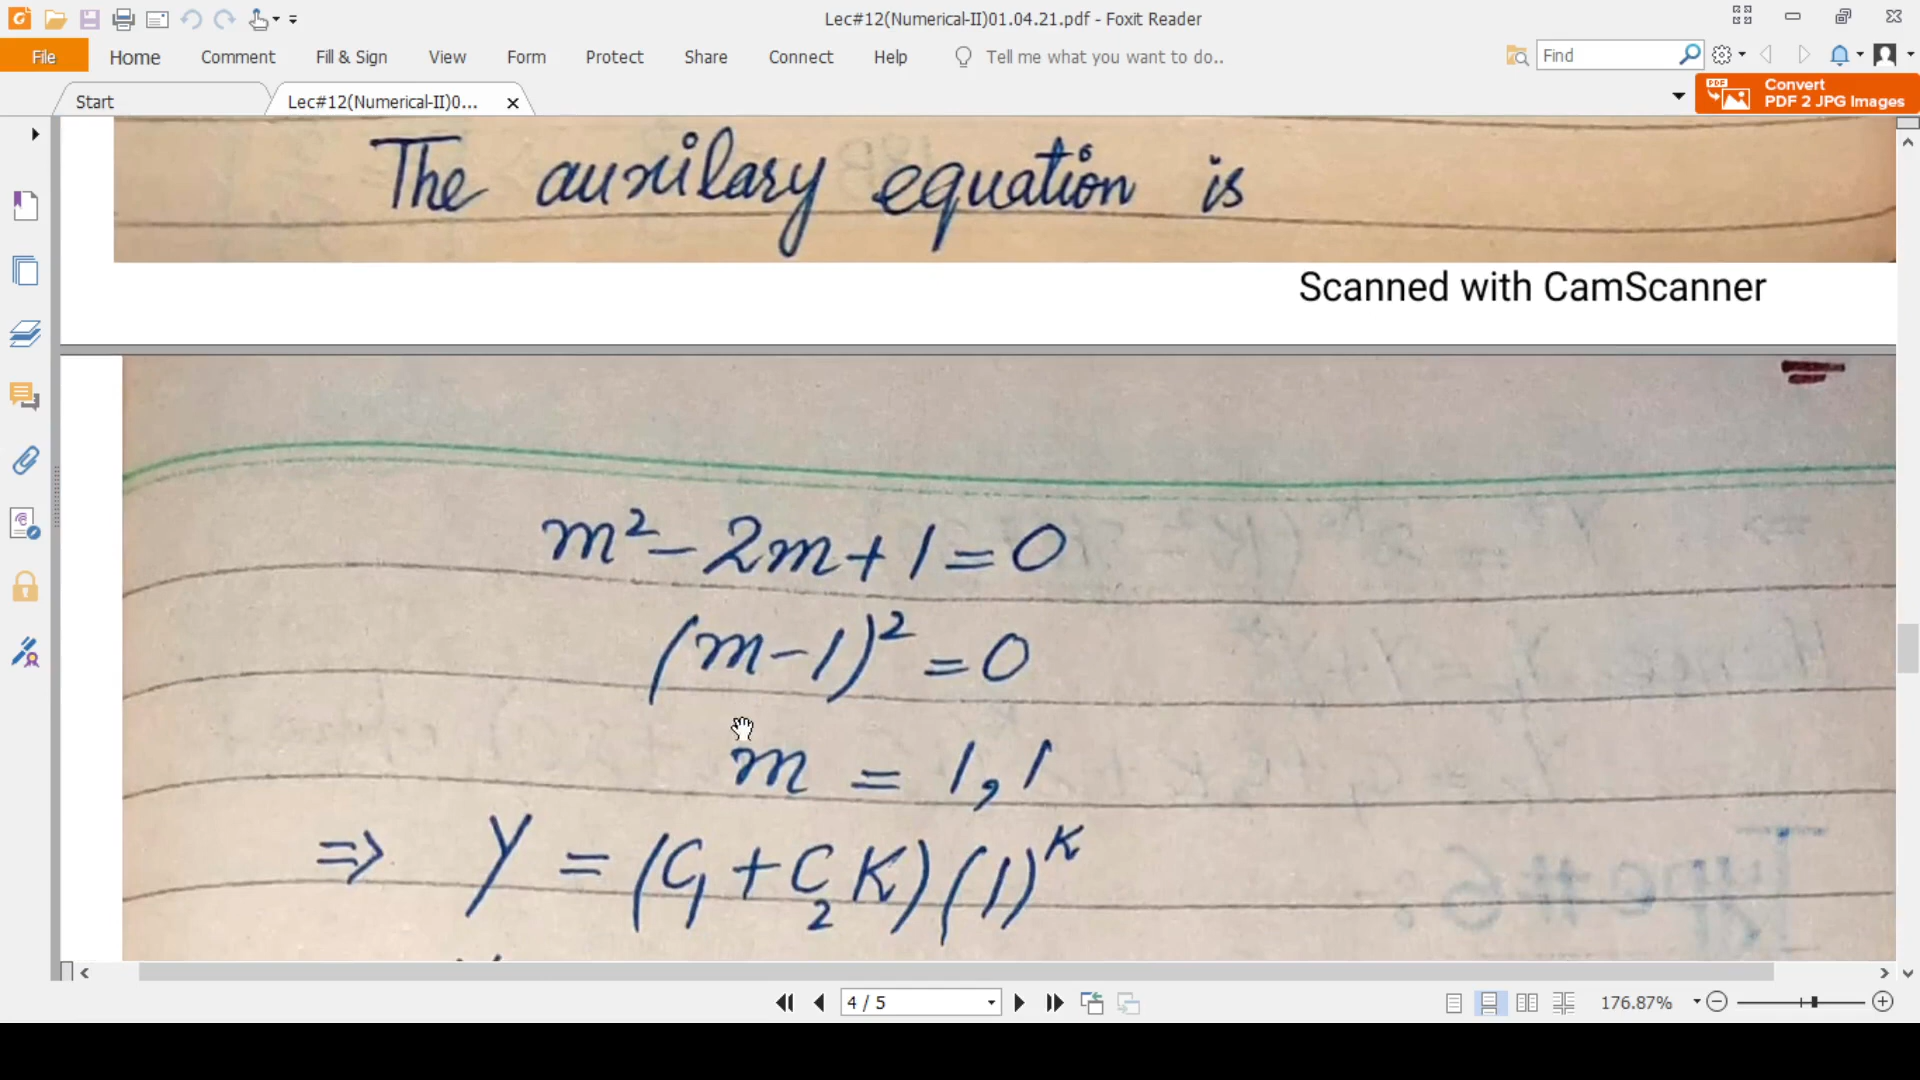 Lec#12(Numerical-II)01.04.21.pdf - Foxit Reader
File Home Comment Fill & Sign View Form Protect Share Connect Help Tell me what you want to do.. Find
Start Lec#12(Numerical-II)0... Convert
PDF 2 JPG Images
The auxilary equation is
Scanned with CamScanner
m² - 2m + 1 = 0
(m - 1)² = 0
m = 1, 1
=> Y = (C₁ + C₂ K) (1)ᴷ
4 / 5 176.87%